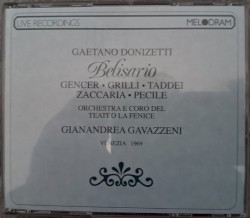 LIVE RECORDINGS
MELODRAM
GAETANO DONIZETTI
Belisario
GENCER • GRILLI • TADDEI
ZACCARIA • PECILE
ORCHESTRA E CORO DEL
TEATRO LA FENICE
GIANANDREA GAVAZZENI
VENEZIA 1969